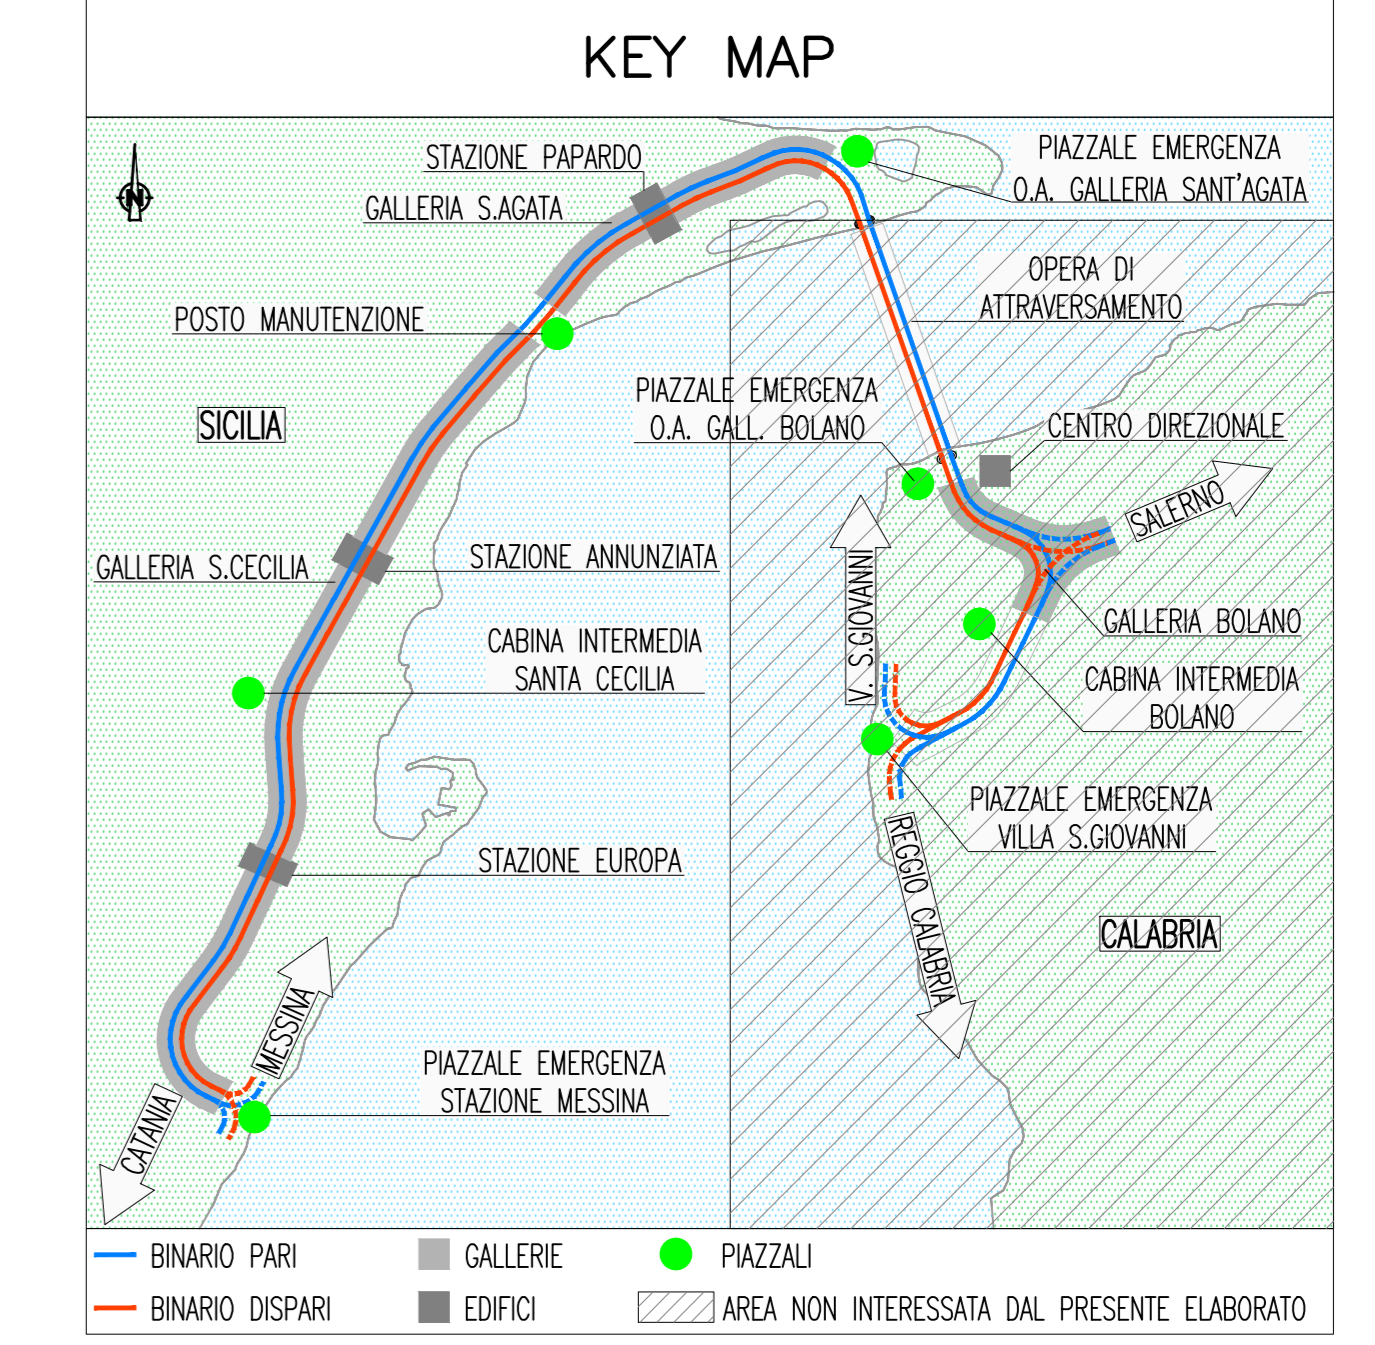 KEY MAP
N
STAZIONE PAPARDO
GALLERIA S.AGATA
PIAZZALE EMERGENZA
O.A. GALLERIA SANT'AGATA
OPERA DI
ATTRAVERSAMENTO
POSTO MANUTENZIONE
PIAZZALE EMERGENZA
O.A. GALL. BOLANO
SICILIA
CENTRO DIREZIONALE
SALERNO
GALLERIA S.CECILIA
STAZIONE ANNUNZIATA
V. S.GIOVANNI
GALLERIA BOLANO
CABINA INTERMEDIA
SANTA CECILIA
CABINA INTERMEDIA
BOLANO
PIAZZALE EMERGENZA
VILLA S.GIOVANNI
STAZIONE EUROPA
REGGIO CALABRIA
CALABRIA
MESSINA
PIAZZALE EMERGENZA
STAZIONE MESSINA
CATANIA
BINARIO PARI
GALLERIE
PIAZZALI
BINARIO DISPARI
EDIFICI
AREA NON INTERESSATA DAL PRESENTE ELABORATO